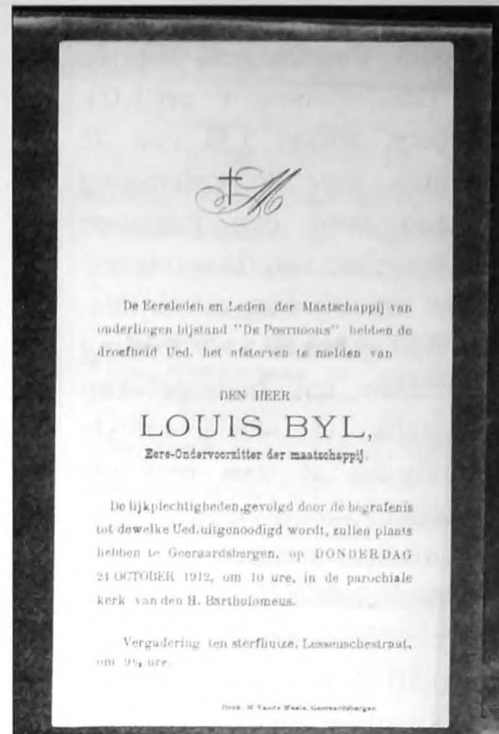 M
De Eereleden en Leden der Maatschappij van
onderlingen bijstand "DE POSTHOORN" hebben de
droefheid Ued. het afsterven te melden van
DEN HEER
LOUIS BYL,
Eere-Ondervoorzitter der maatschappij.
De lijkplechtigheden, gevolgd door de begrafenis
tot dewelke Ued. uitgenoodigd wordt, zullen plaats
hebben te Geeraardsbergen, op DONDERDAG
24 OCTOBER 1912, om 10 ure, in de parochiale
kerk van den H. Bartholomeus.
Vergadering ten sterfhuize, Lessenschestraat,
om ure.
Geeraardsbergen